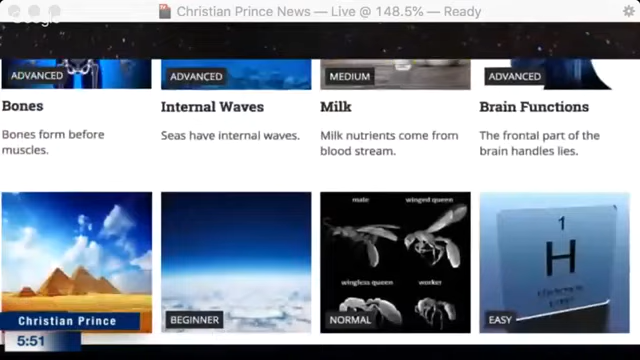 Christian Prince News — Live @ 148.5% — Ready
Google
ADVANCED
ADVANCED
MEDIUM
ADVANCED
Bones
Internal Waves
Milk
Brain Functions
Bones form before
muscles.
Seas have internal waves.
Milk nutrients come from
blood stream.
The frontal part of the
brain handles lies.
male
winged queen
wingless queen
worker
1
H
BEGINNER
NORMAL
EASY
Christian Prince
5:51